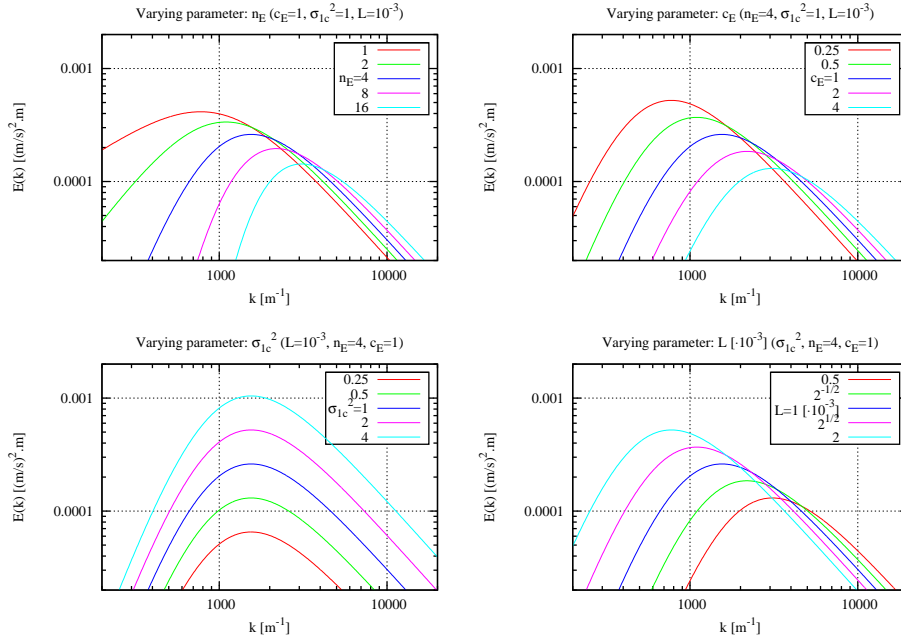 Varying parameter: n_E (c_E=1, σ_1c^2=1, L=10^-3)
0.001
0.0001
E(k) [(m/s)^2.m]
1
2
n_E=4
8
16
1000
10000
k [m^-1]
Varying parameter: c_E (n_E=4, σ_1c^2=1, L=10^-3)
0.001
0.0001
E(k) [(m/s)^2.m]
0.25
0.5
c_E=1
2
4
1000
10000
k [m^-1]
Varying parameter: σ_1c^2 (L=10^-3, n_E=4, c_E=1)
0.001
0.0001
E(k) [(m/s)^2.m]
0.25
0.5
σ_1c^2=1
2
4
1000
10000
k [m^-1]
Varying parameter: L [·10^-3] (σ_1c^2, n_E=4, c_E=1)
0.001
0.0001
E(k) [(m/s)^2.m]
0.5
2^-1/2
L=1 [·10^-3]
2^1/2
2
1000
10000
k [m^-1]